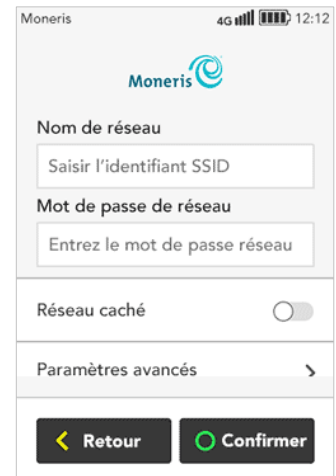 Moneris 4G 12:12
Moneris
Nom de réseau
Saisir l'identifiant SSID
Mot de passe de réseau
Entrez le mot de passe réseau
Réseau caché
Paramètres avancés
Retour Confirmer